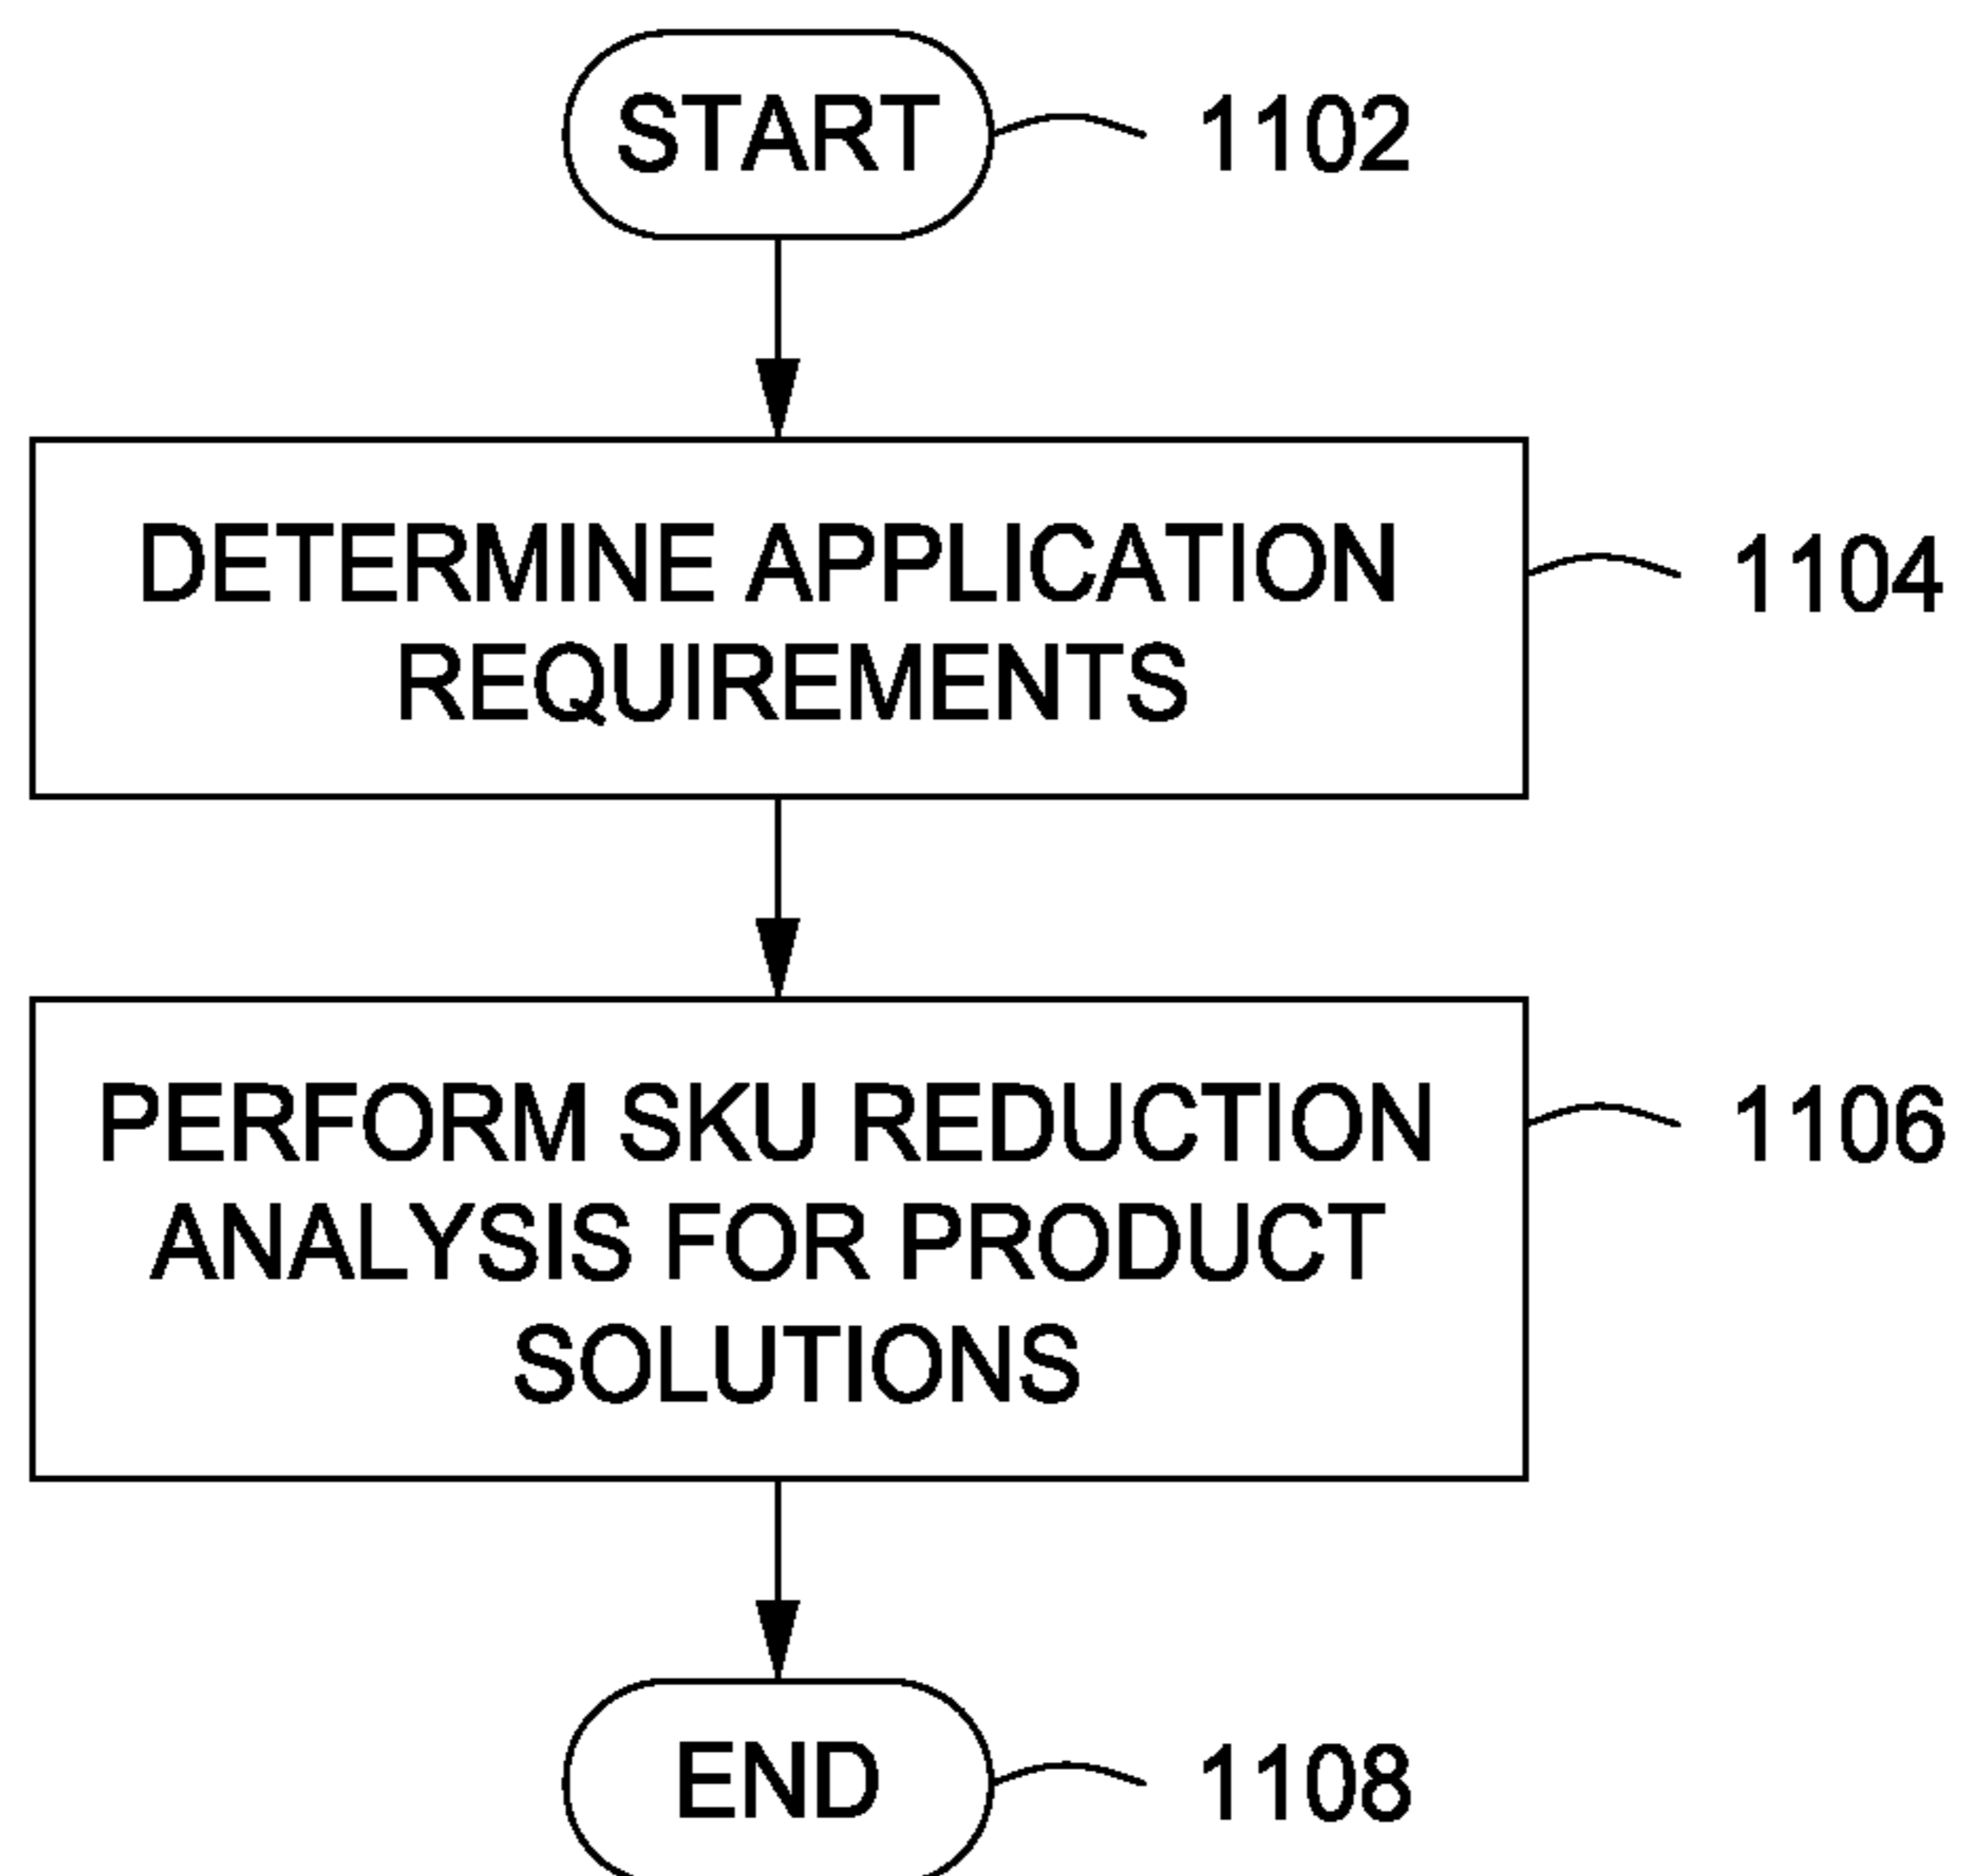 START
1102
DETERMINE APPLICATION
REQUIREMENTS
1104
PERFORM SKU REDUCTION
ANALYSIS FOR PRODUCT
SOLUTIONS
1106
END
1108